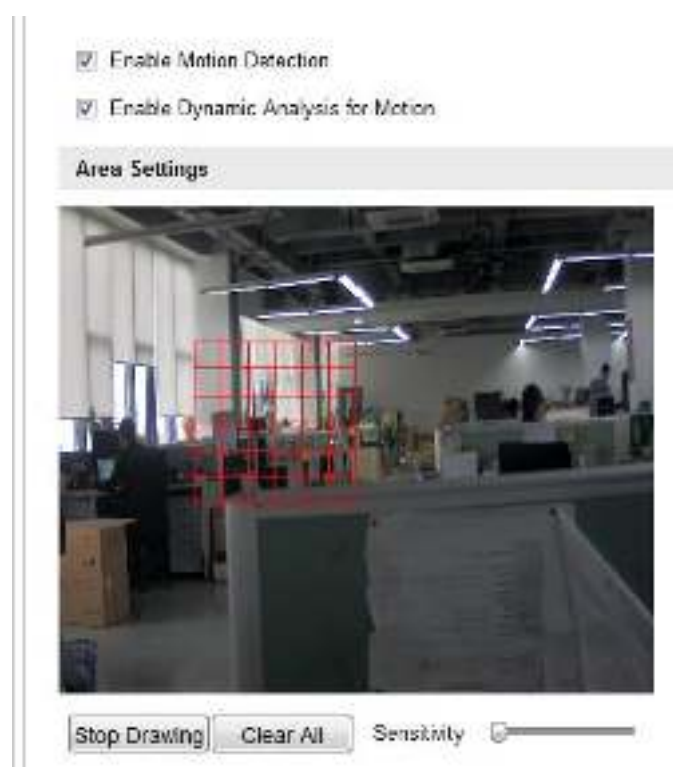 Enable Motion Detection
Enable Dynamic Analysis for Motion
Area Settings
Stop Drawing Clear All Sensitivity